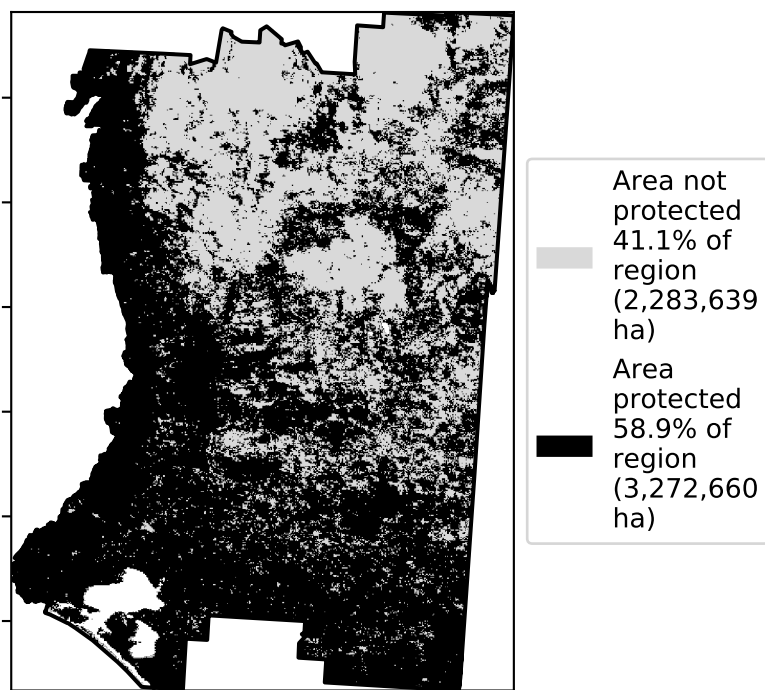 Area not
protected
41.1% of
region
(2,283,639
ha)
Area
protected
58.9% of
region
(3,272,660
ha)